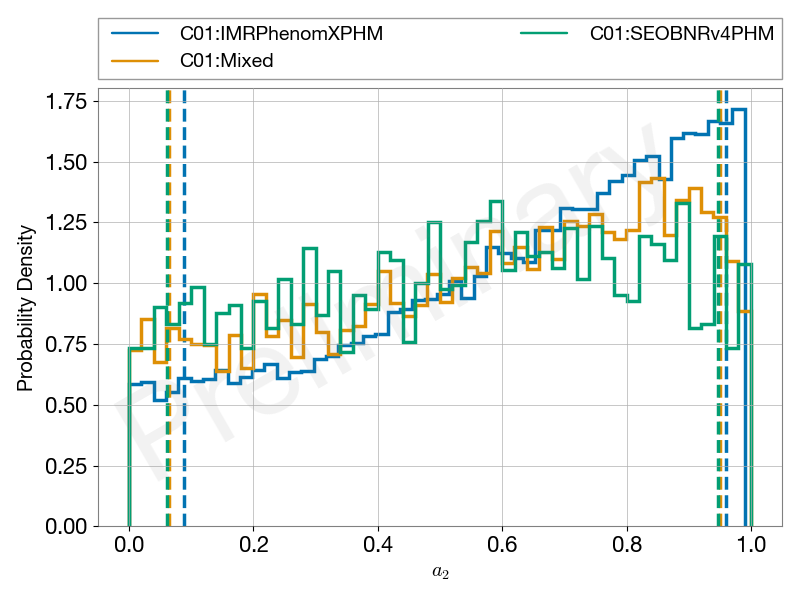 C01:IMRPhenomXPHM
C01:Mixed
C01:SEOBNRv4PHM
1.75
1.50
1.25
1.00
0.75
0.50
0.25
0.00
Probability Density
Preliminary
0.0 0.2 0.4 0.6 0.8 1.0
a₂